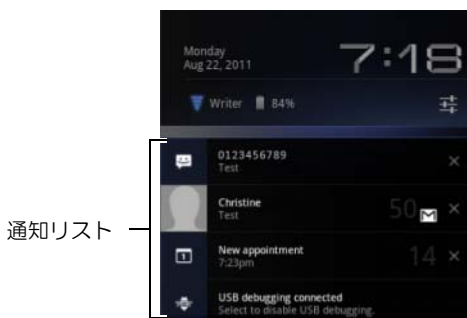 Monday
Aug 22, 2011
7:18
Writer 84%
0123456789
Test
Christine
Test
50
New appointment
7:23pm
14
USB debugging connected
Select to disable USB debugging.
通知リスト